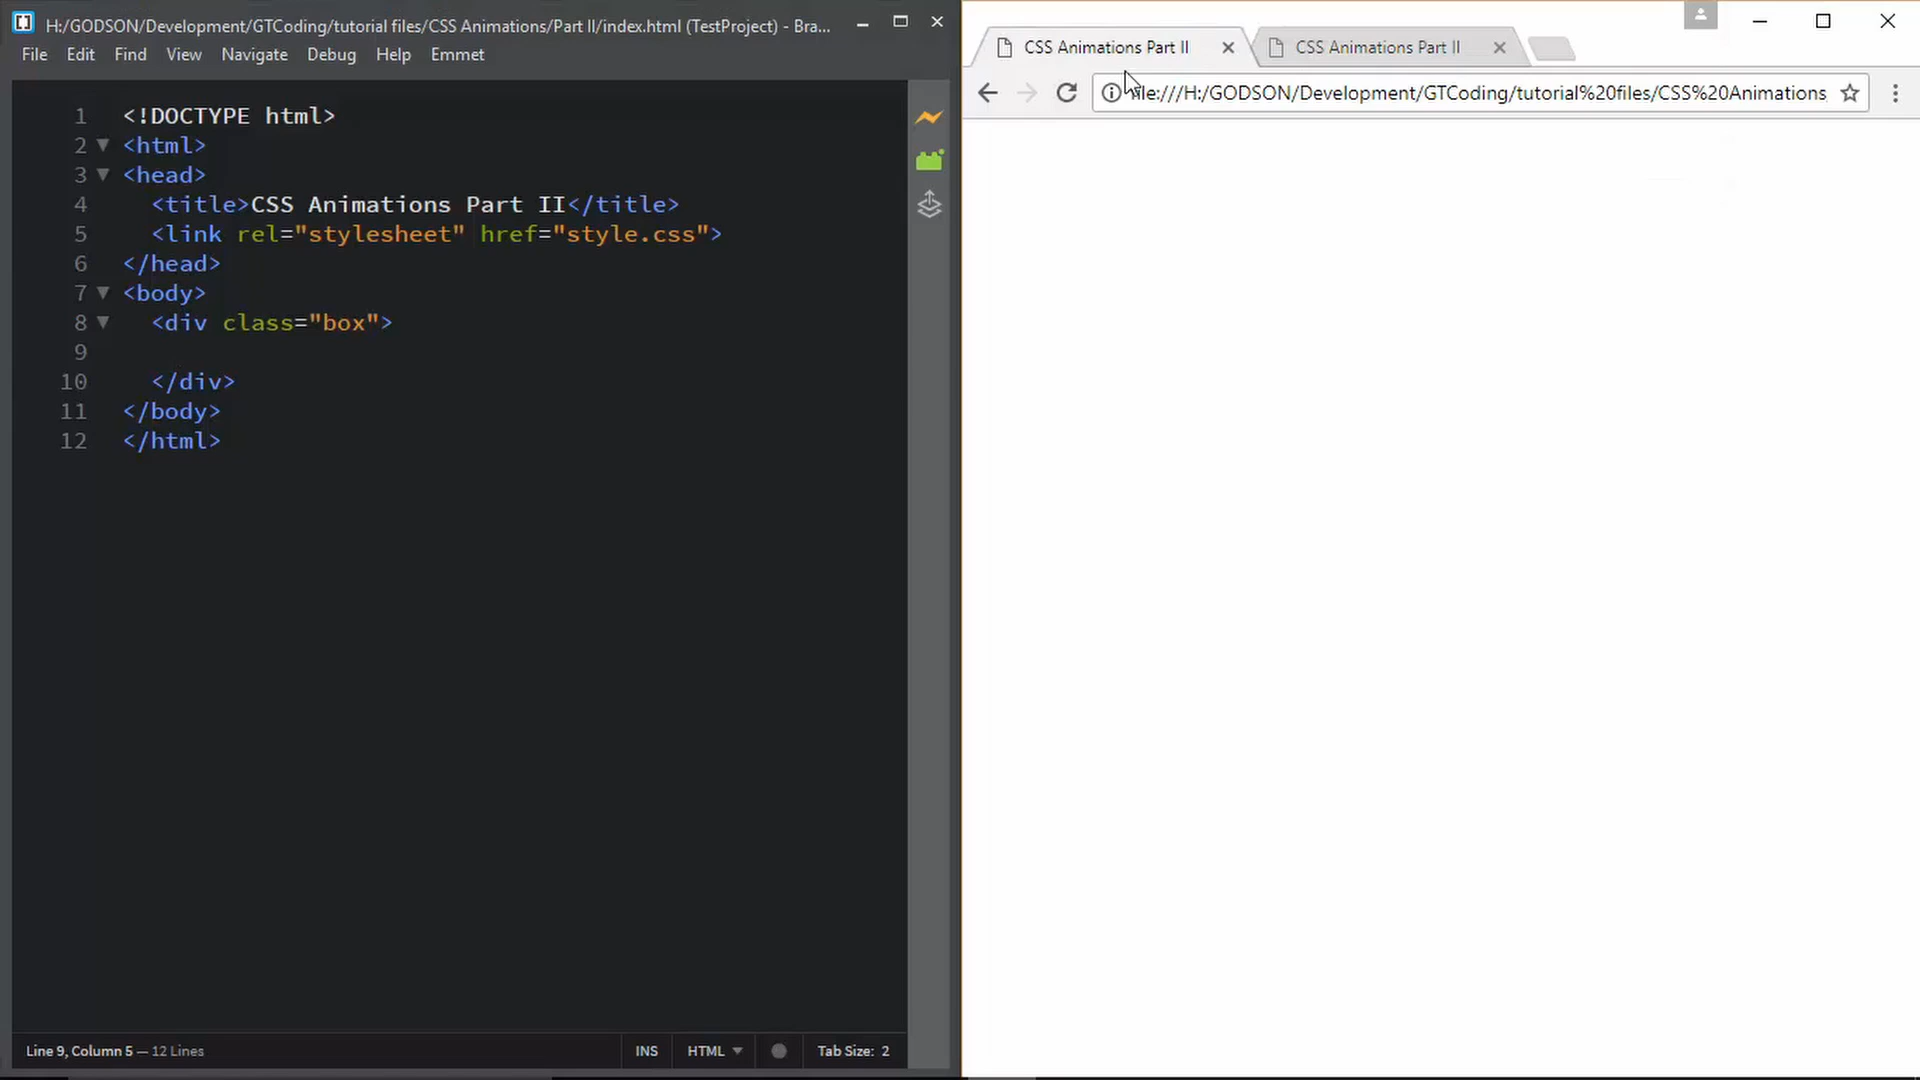 H:/GODSON/Development/GTCoding/tutorial files/CSS Animations/Part II/index.html (TestProject) - Bra...
File Edit Find View Navigate Debug Help Emmet
1 <!DOCTYPE html>
2 <html>
3 <head>
4 <title>CSS Animations Part II</title>
5 <link rel="stylesheet" href="style.css">
6 </head>
7 <body>
8 <div class="box">
9
10 </div>
11 </body>
12 </html>
Line 9, Column 5 — 12 Lines
INS HTML Tab Size: 2
CSS Animations Part II
CSS Animations Part II
file:///H:/GODSON/Development/GTCoding/tutorial%20files/CSS%20Animations